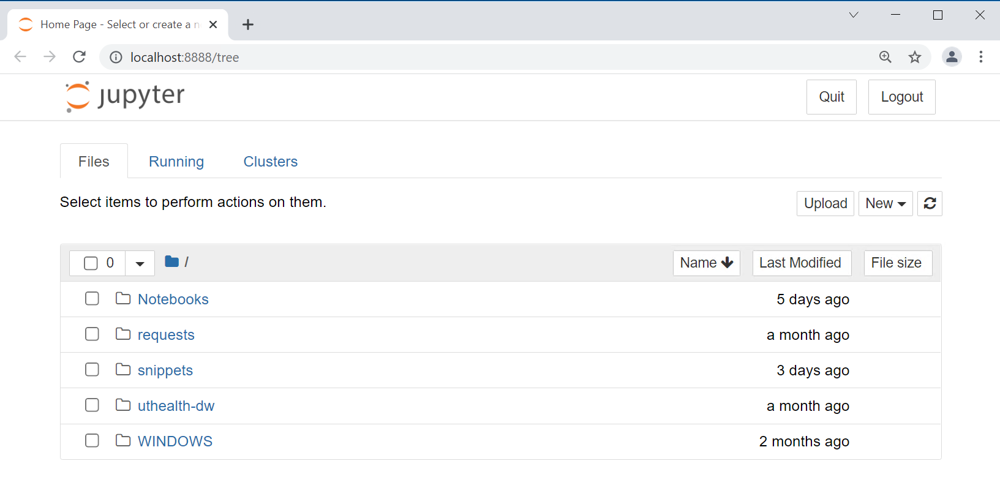 Home Page - Select or create a n
localhost:8888/tree
jupyter
Quit Logout
Files Running Clusters
Select items to perform actions on them.
Upload New
0 / Name Last Modified File size
Notebooks 5 days ago
requests a month ago
snippets 3 days ago
uthealth-dw a month ago
WINDOWS 2 months ago